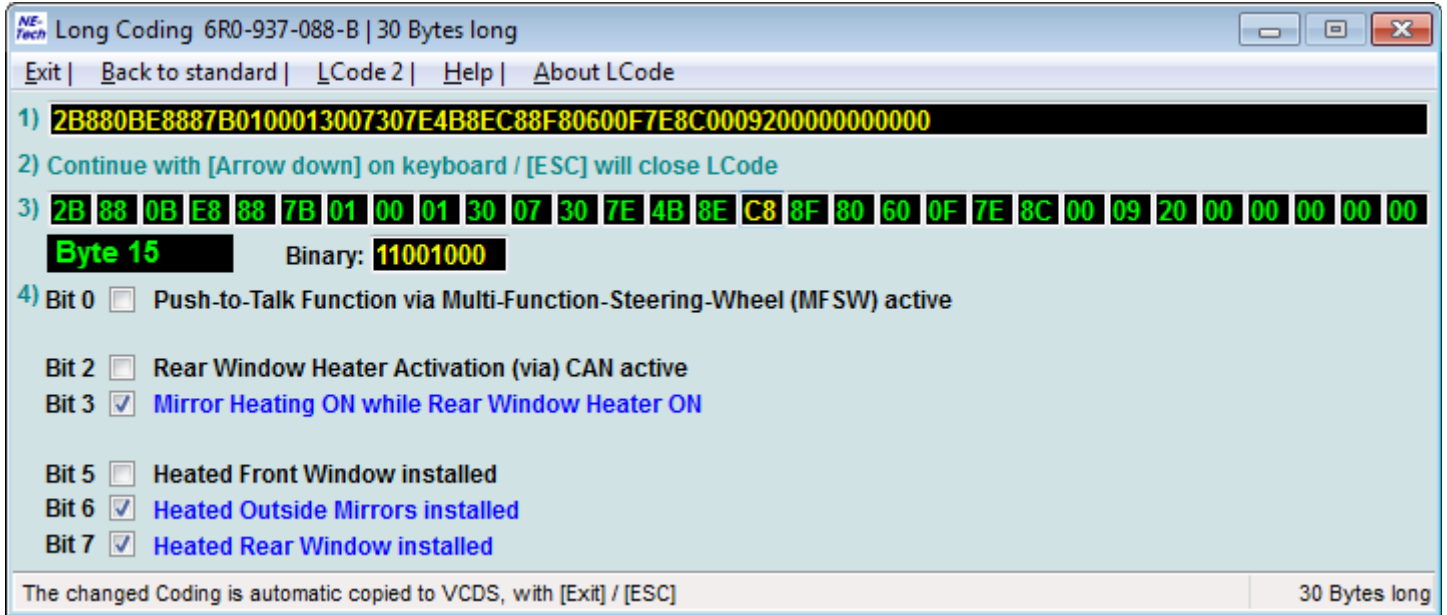 NE-Tech Long Coding 6R0-937-088-B | 30 Bytes long
Exit | Back to standard | LCode 2 | Help | About LCode
1) 2B880BE8887B0100013007307E4B8EC88F80600F7E8C0009200000000000
2) Continue with [Arrow down] on keyboard / [ESC] will close LCode
3) 2B 88 0B E8 88 7B 01 00 01 30 07 30 7E 4B 8E C8 8F 80 60 0F 7E 8C 00 09 20 00 00 00 00 00
Byte 15 Binary: 11001000
4) Bit 0 Push-to-Talk Function via Multi-Function-Steering-Wheel (MFSW) active
Bit 2 Rear Window Heater Activation (via) CAN active
Bit 3 Mirror Heating ON while Rear Window Heater ON
Bit 5 Heated Front Window installed
Bit 6 Heated Outside Mirrors installed
Bit 7 Heated Rear Window installed
The changed Coding is automatic copied to VCDS, with [Exit] / [ESC] 30 Bytes long